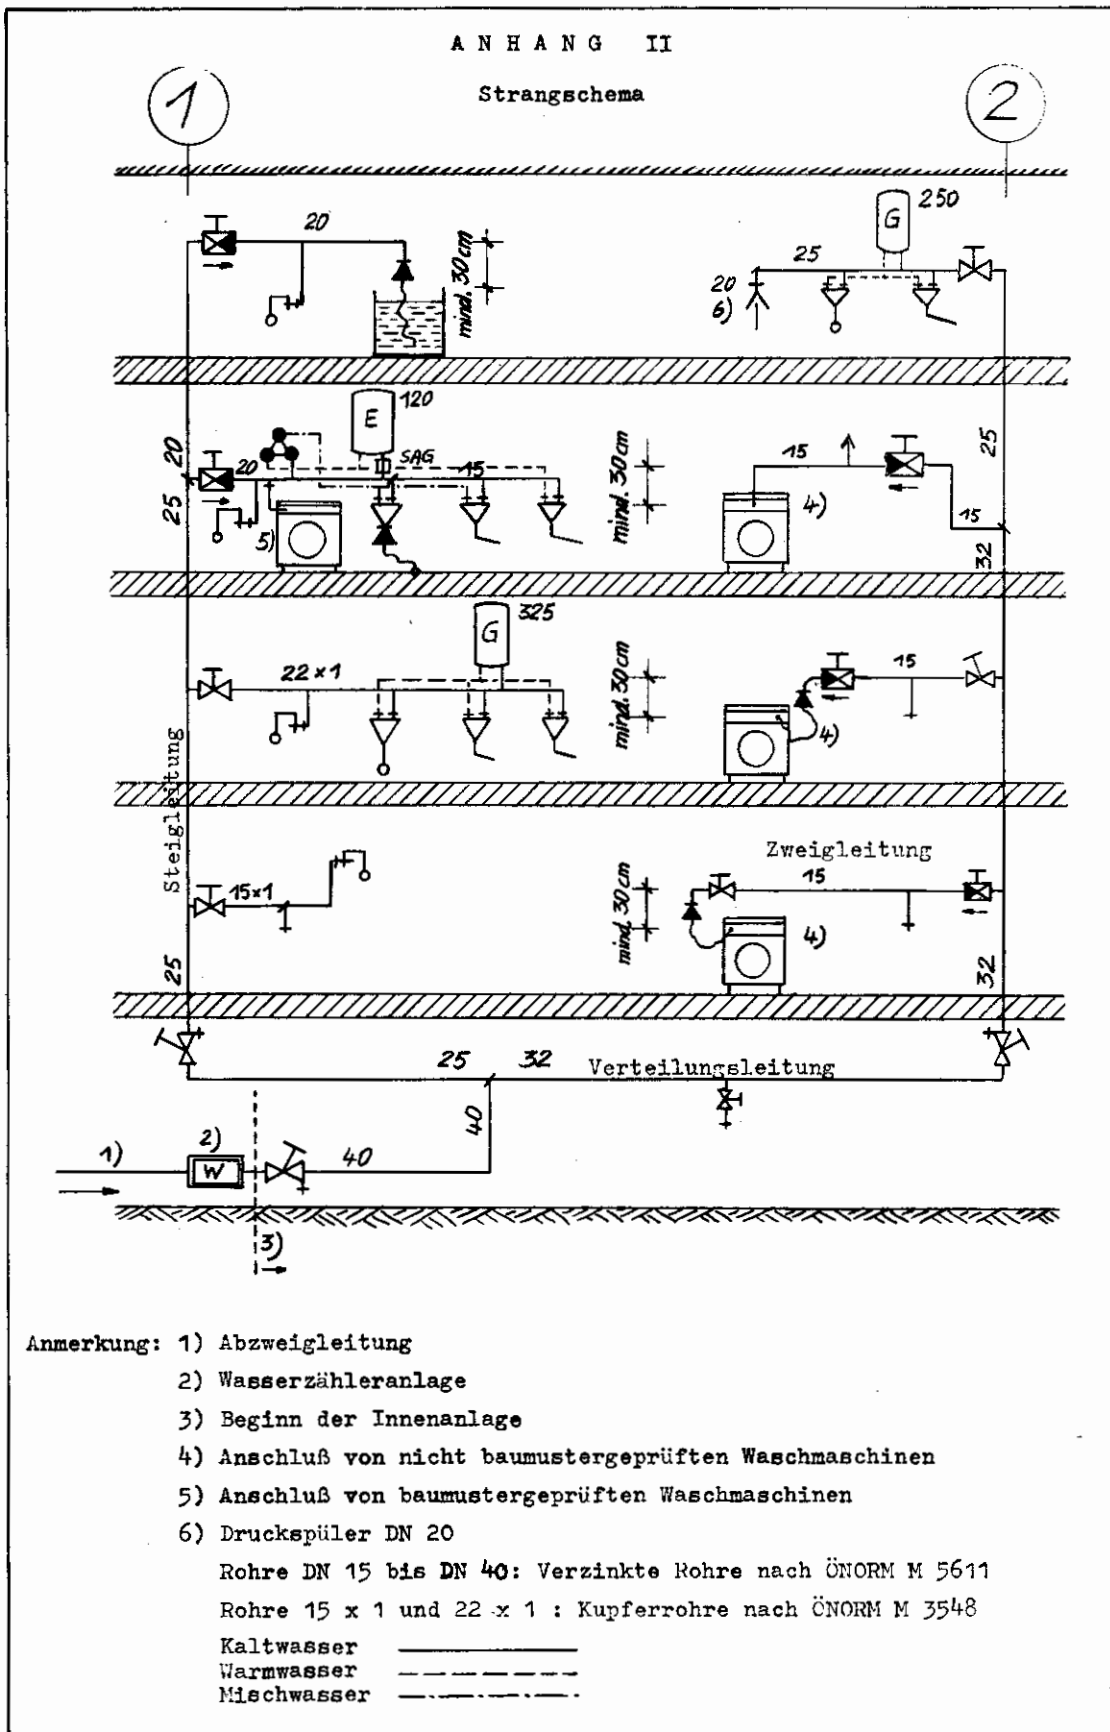 ANHANG II
Strangschema
1
2
20
mind. 30 cm
G
250
25
20
6)
E
120
SAG
20
25
20
15
5)
mind. 30 cm
15
4)
15
25
32
G
325
22 x 1
mind. 30 cm
15
4)
Steigleitung
Zweigleitung
15 x 1
mind. 30 cm
15
4)
25
32
25
32
Verteilungsleitung
40
1)
2)
W
40
3)
Anmerkung: 1) Abzweigleitung
2) Wasserzähleranlage
3) Beginn der Innenanlage
4) Anschluß von nicht baumustergeprüften Waschmaschinen
5) Anschluß von baumustergeprüften Waschmaschinen
6) Druckspüler DN 20
Rohre DN 15 bis DN 40: Verzinkte Rohre nach ÖNORM M 5611
Rohre 15 x 1 und 22 x 1 : Kupferrohre nach ÖNORM M 3548
Kaltwasser
Warmwasser
Mischwasser